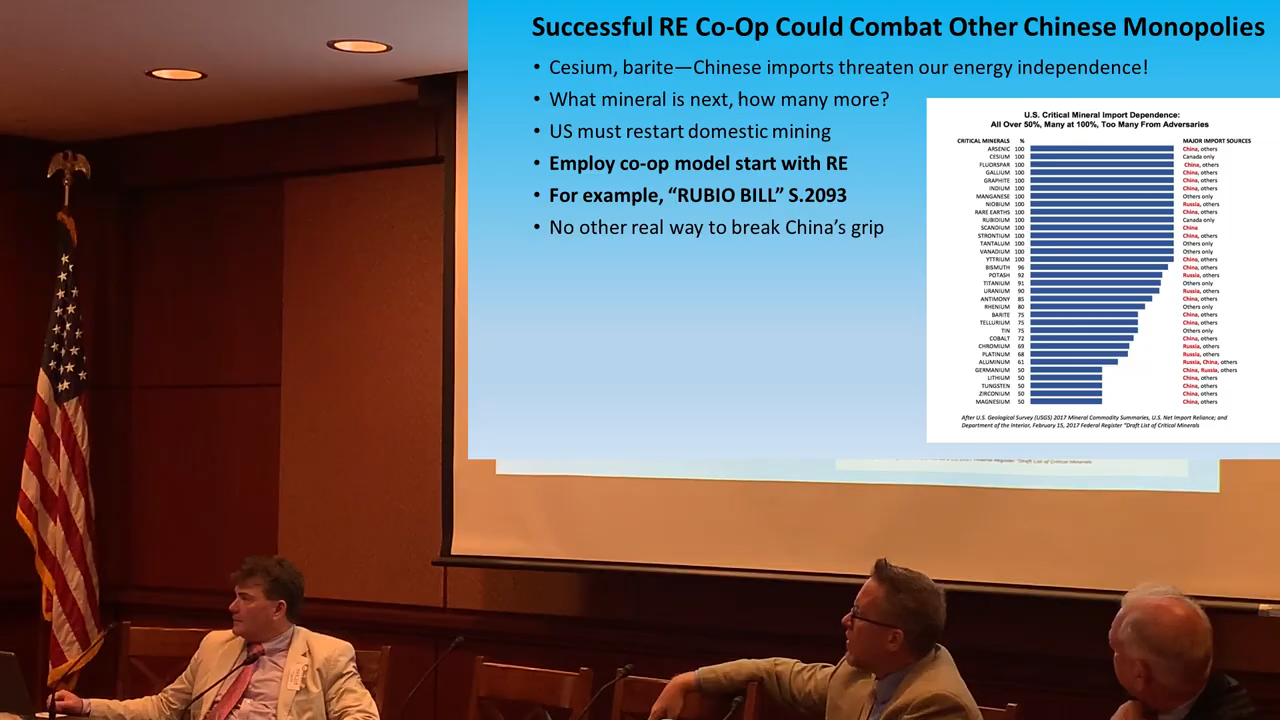 Successful RE Co-Op Could Combat Other Chinese Monopolies
• Cesium, barite—Chinese imports threaten our energy independence!
• What mineral is next, how many more?
• US must restart domestic mining
• Employ co-op model start with RE
• For example, “RUBIO BILL” S.2093
• No other real way to break China’s grip
U.S. Critical Mineral Import Dependence:
All Over 50%, Many at 100%, Too Many From Adversaries
CRITICAL MINERALS % MAJOR IMPORT SOURCES
ARSENIC 100 China, others
CESIUM 100 Canada only
FLUORSPAR 100 China, others
GALLIUM 100 China, others
GRAPHITE 100 China, others
INDIUM 100 China, others
MANGANESE 100 Others only
NIOBIUM 100 Russia, others
RARE EARTHS 100 China, others
RUBIDIUM 100 Canada only
SCANDIUM 100 China
STRONTIUM 100 China, others
TANTALUM 100 Others only
VANADIUM 100 Others only
YTTRIUM 100 China, others
BISMUTH 96 China, others
POTASH 92 Russia, others
TITANIUM 91 Others only
URANIUM 90 Russia, others
ANTIMONY 85 China, others
RHENIUM 80 Others only
BARITE 75 China, others
TELLURIUM 75 China, others
TIN 75 Others only
COBALT 72 China, others
CHROMIUM 69 Russia, others
PLATINUM 68 Russia, others
ALUMINUM 61 Russia, China, others
GERMANIUM 50 China, Russia, others
LITHIUM 50 China, others
TUNGSTEN 50 China, others
ZIRCONIUM 50 China, others
MAGNESIUM 50 China, others
After U.S. Geological Survey (USGS) 2017 Mineral Commodity Summaries, U.S. Net Import Reliance; and
Department of the Interior, February 15, 2017 Federal Register "Draft List of Critical Minerals
Federal Register "Draft List of Critical Minerals